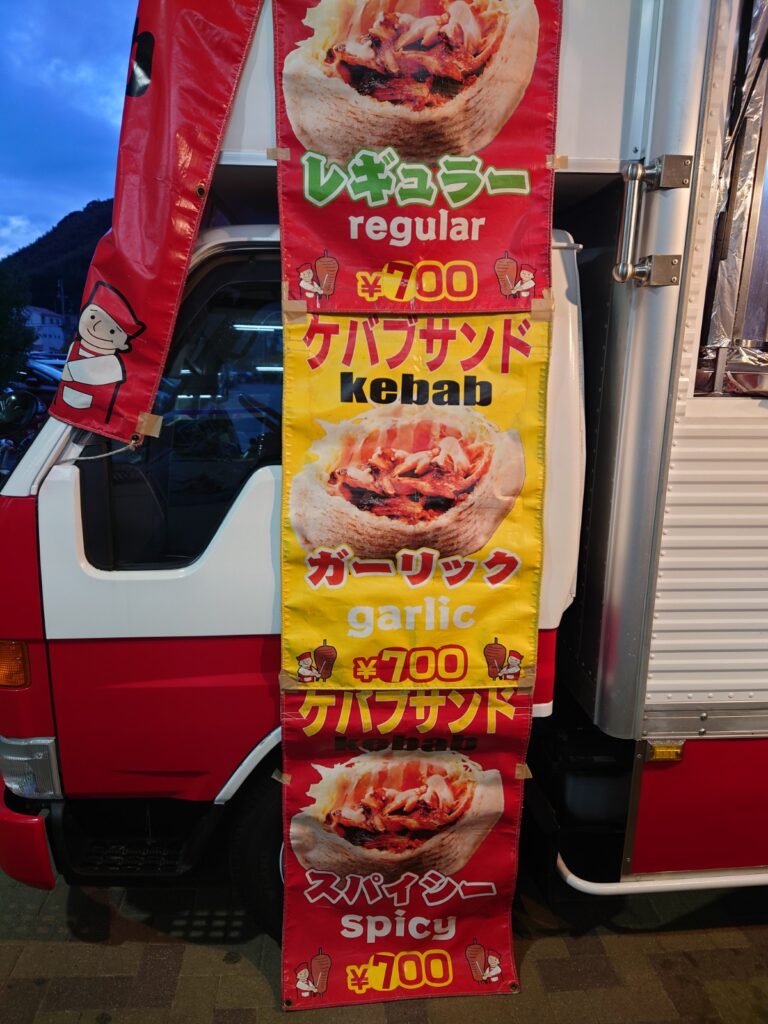 レギュラー
regular
¥700
ケバブサンド
kebab
ガーリック
garlic
¥700
ケバブサンド
kebab
スパイシー
spicy
¥700